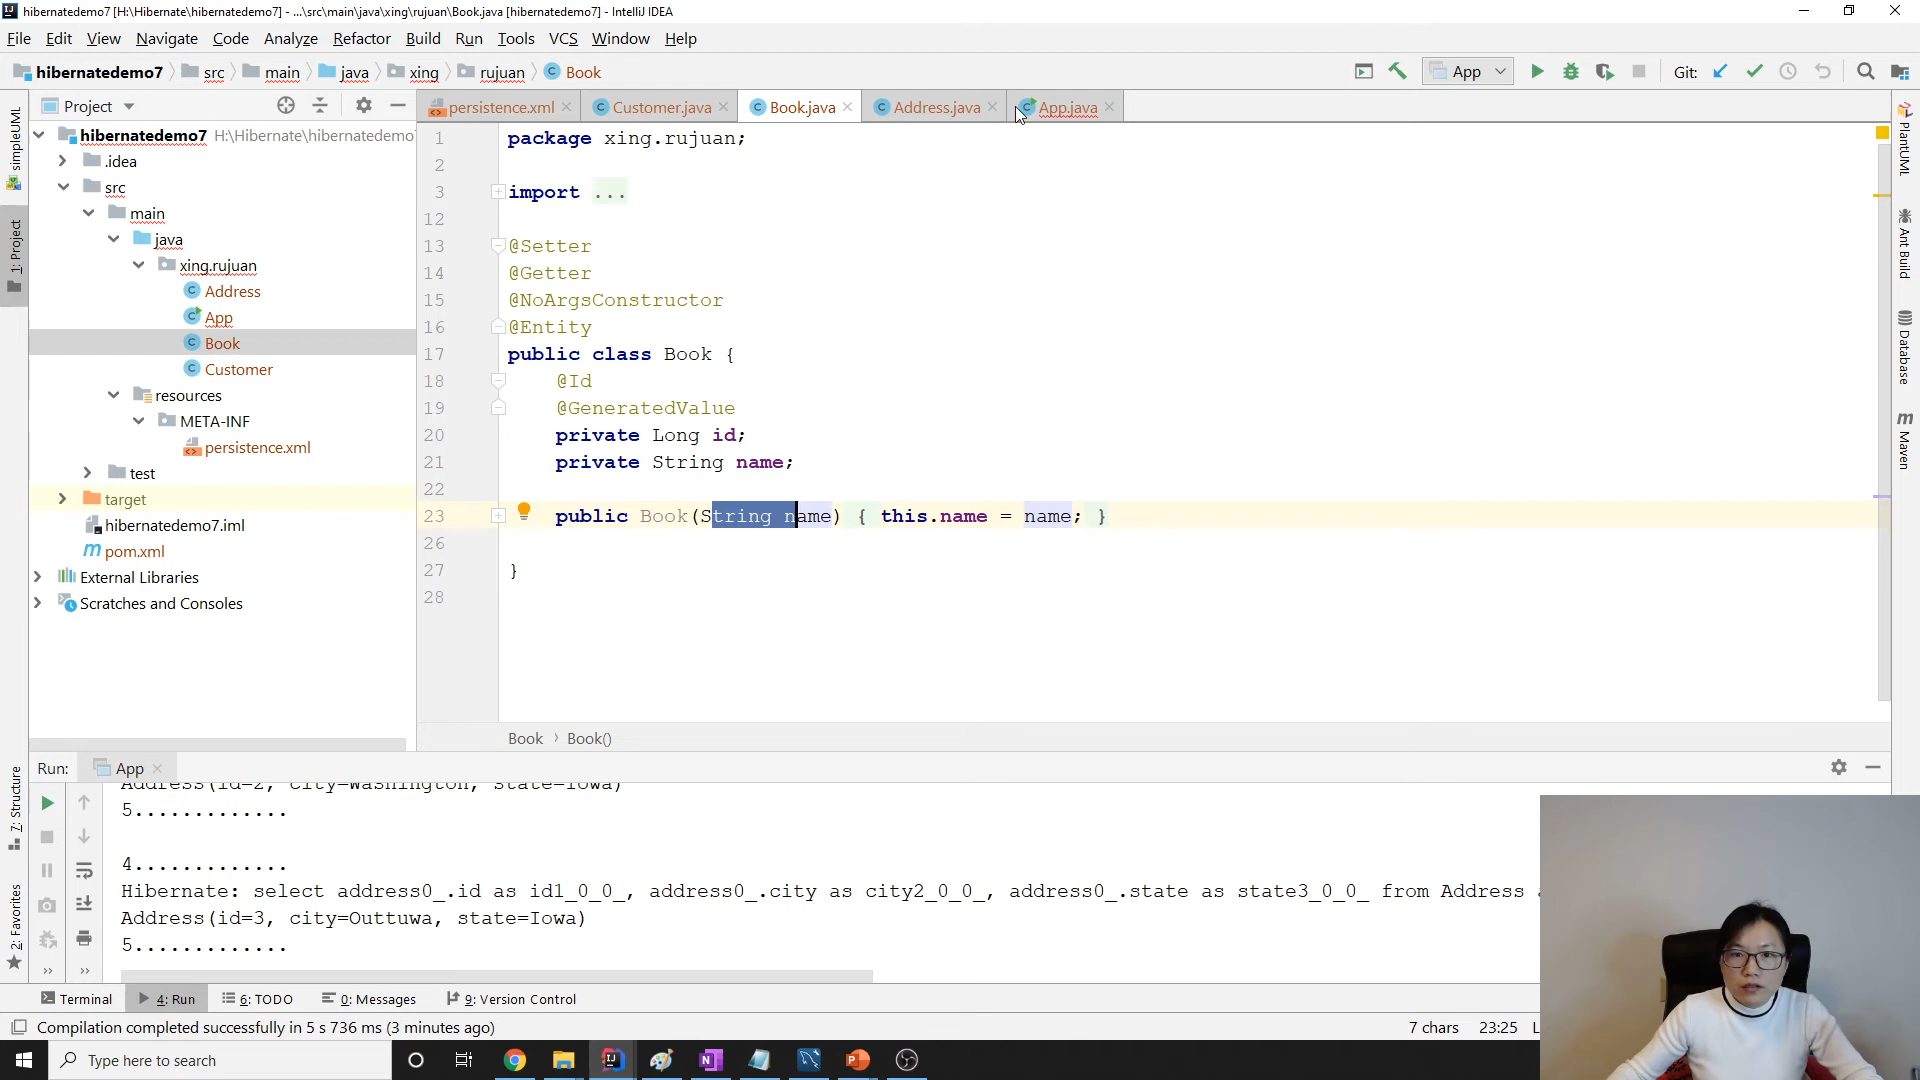 hibernatedemo7 [H:\Hibernate\hibernatedemo7] - ...\src\main\java\xing\rujuan\Book.java [hibernatedemo7] - IntelliJ IDEA
File Edit View Navigate Code Analyze Refactor Build Run Tools VCS Window Help
hibernatedemo7 src main java xing rujuan Book App Git:
Project
persistence.xml Customer.java Book.java Address.java App.java
simpleUML
1: Project
7: Structure
2: Favorites
hibernatedemo7 H:\Hibernate\hibernatedemo7
.idea
src
main
java
xing.rujuan
Address
App
Book
Customer
resources
META-INF
persistence.xml
test
target
hibernatedemo7.iml
pom.xml
External Libraries
Scratches and Consoles
1 package xing.rujuan;
2
3 import ...
12
13 @Setter
14 @Getter
15 @NoArgsConstructor
16 @Entity
17 public class Book {
18 @Id
19 @GeneratedValue
20 private Long id;
21 private String name;
22
23 public Book(String name) { this.name = name; }
26
27 }
28
Book › Book()
PlantUML
Ant Build
Database
Maven
Run: App
Address(id=2, city=Washington, state=Iowa)
5.............
4.............
Hibernate: select address0_.id as id1_0_0_, address0_.city as city2_0_0_, address0_.state as state3_0_0_ from Address
Address(id=3, city=Outtuwa, state=Iowa)
5.............
Terminal 4: Run 6: TODO 0: Messages 9: Version Control
Compilation completed successfully in 5 s 736 ms (3 minutes ago) 7 chars 23:25
Type here to search